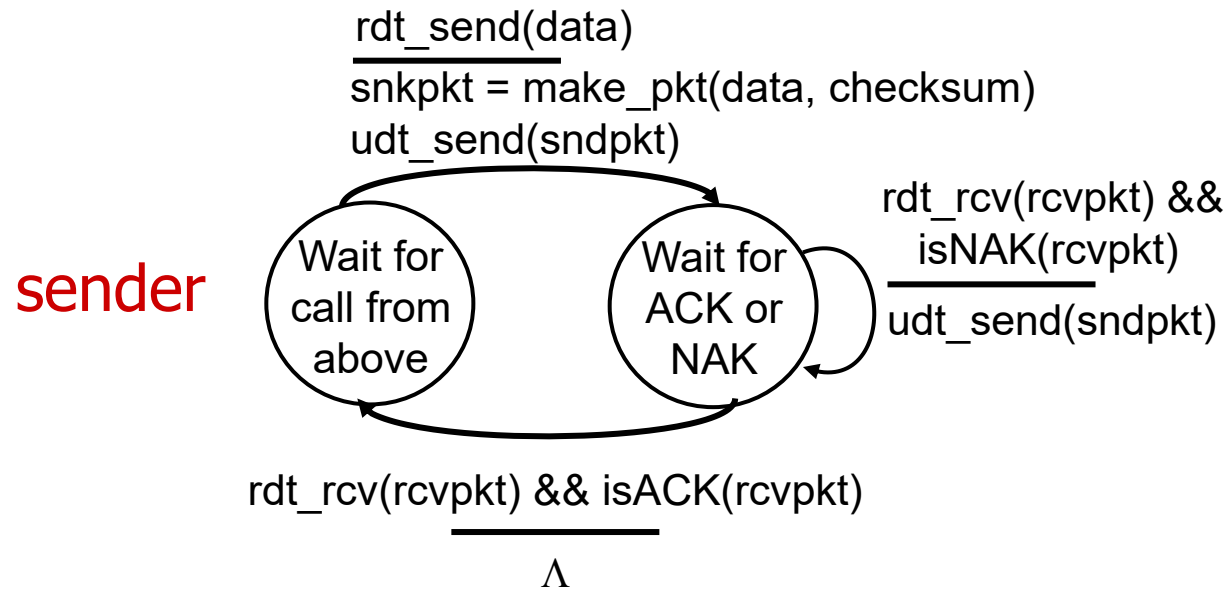 rdt_send(data)
snkpkt = make_pkt(data, checksum)
udt_send(sndpkt)
sender
Wait for
call from
above
Wait for
ACK or
NAK
rdt_rcv(rcvpkt) &&
isNAK(rcvpkt)
udt_send(sndpkt)
rdt_rcv(rcvpkt) && isACK(rcvpkt)
Λ